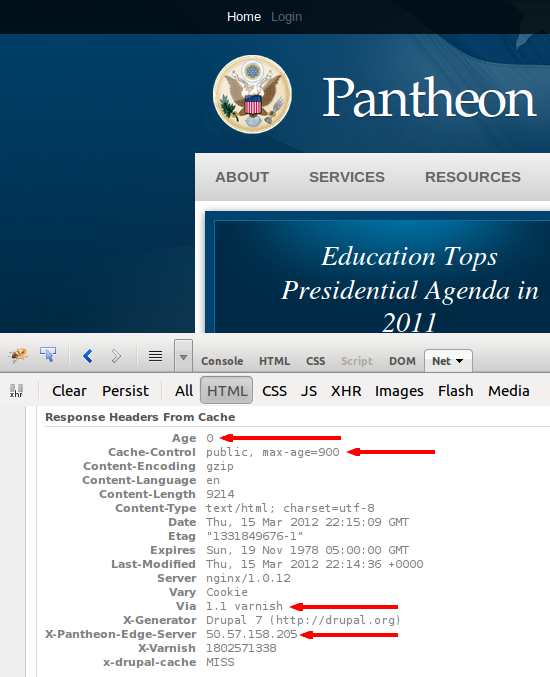 Home Login
Pantheon
ABOUT SERVICES RESOURCES
Education Tops
Presidential Agenda in
2011
Console HTML CSS Script DOM Net
xhr Clear Persist All HTML CSS JS XHR Images Flash Media
Response Headers From Cache
Age 0
Cache-Control public, max-age=900
Content-Encoding gzip
Content-Language en
Content-Length 9214
Content-Type text/html; charset=utf-8
Date Thu, 15 Mar 2012 22:15:09 GMT
Etag "1331849676-1"
Expires Sun, 19 Nov 1978 05:00:00 GMT
Last-Modified Thu, 15 Mar 2012 22:14:36 +0000
Server nginx/1.0.12
Vary Cookie
Via 1.1 varnish
X-Generator Drupal 7 (http://drupal.org)
X-Pantheon-Edge-Server 50.57.158.205
X-Varnish 1802571338
x-drupal-cache MISS